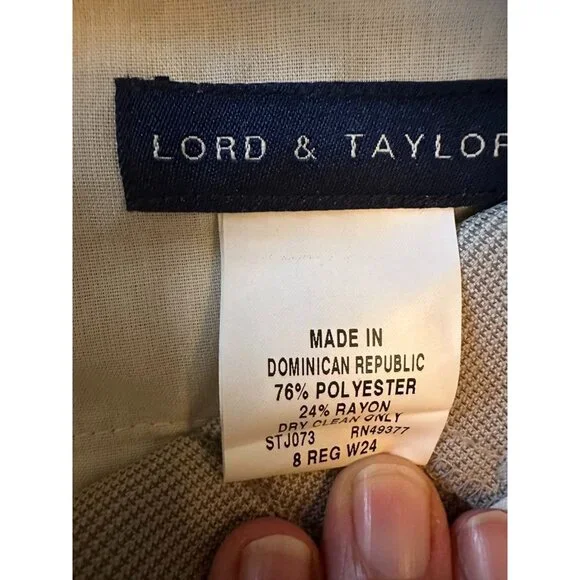 LORD & TAYLOR
MADE IN
DOMINICAN REPUBLIC
76% POLYESTER
24% RAYON
DRY CLEAN ONLY
STJ073 RN49377
8 REG W24